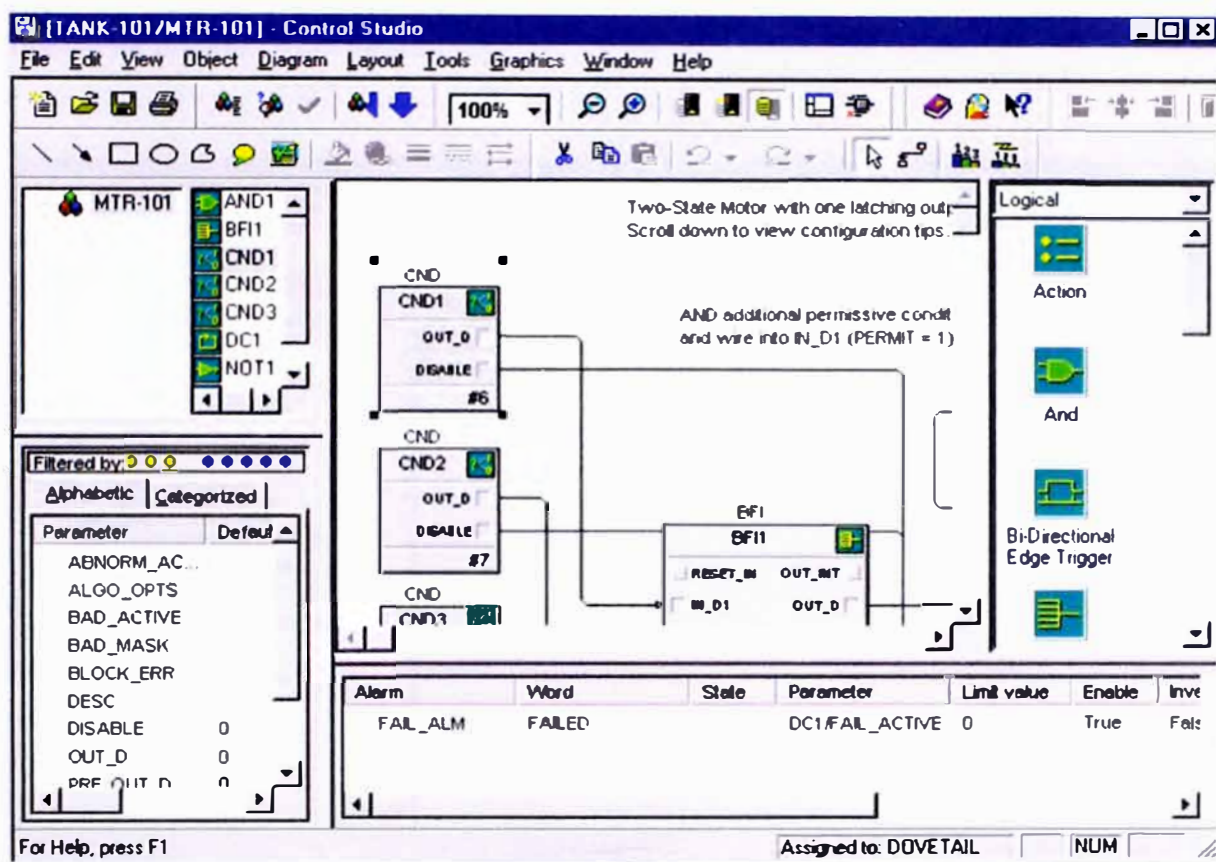 [TANK-101/MTR-101] - Control Studio
File Edit View Object Diagram Layout Tools Graphics Window Help
100%
MTR-101
AND1
BFI1
CND1
CND2
CND3
DC1
NOT1
Filtered by:
Alphabetic Categorized
Parameter Defaul
ABNORM_AC...
ALGO_OPTS
BAD_ACTIVE
BAD_MASK
BLOCK_ERR
DESC
DISABLE 0
OUT_D 0
PRE_OUT_D 0
Two-State Motor with one latching out
Scroll down to view configuration tips.
AND additional permissive condit
and wire into IN_D1 (PERMIT = 1)
CND
CND1
OUT_D
DISABLE
#6
CND
CND2
OUT_D
DISABLE
#7
CND
CND3
BFI
BFI1
RESET_IN OUT_INT
IN_D1 OUT_D
Logical
Action
And
Bi-Directional
Edge Trigger
Alarm Word State Parameter Limit value Enable Inve
FAIL_ALM FAILED DC1/FAIL_ACTIVE 0 True Fals
For Help, press F1
Assigned to: DOVETAIL NUM